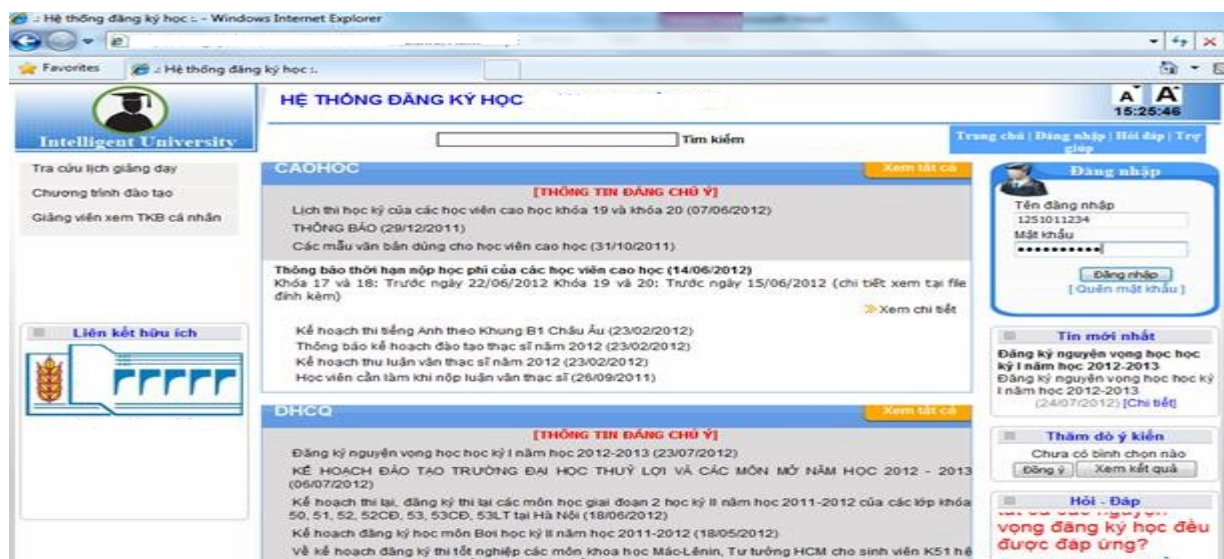 .: Hệ thống đăng ký học :. - Windows Internet Explorer
Favorites
.: Hệ thống đăng ký học :.
Intelligent University
HỆ THỐNG ĐĂNG KÝ HỌC
A A
15:25:46
Tìm kiếm
Trang chủ | Đăng nhập | Hỏi đáp | Trợ
giúp
Tra cứu lịch giảng dạy
Chương trình đào tạo
Giảng viên xem TKB cá nhân
Liên kết hữu ích
CAOHOC
Xem tất cả
[THÔNG TIN ĐÁNG CHÚ Ý]
Lịch thi học kỳ của các học viên cao học khóa 19 và khóa 20 (07/06/2012)
THÔNG BÁO (29/12/2011)
Các mẫu văn bản dùng cho học viên cao học (31/10/2011)
Thông báo thời hạn nộp học phí của các học viên cao học (14/06/2012)
Khóa 17 và 18: Trước ngày 22/06/2012 Khóa 19 và 20: Trước ngày 15/06/2012 (chi tiết xem tại file
đính kèm)
Xem chi tiết
Kế hoạch thi tiếng Anh theo Khung B1 Châu Âu (23/02/2012)
Thông báo kế hoạch đào tạo thạc sĩ năm 2012 (23/02/2012)
Kế hoạch thu luận văn thạc sĩ năm 2012 (23/02/2012)
Học viên cần làm khi nộp luận văn thạc sĩ (26/09/2011)
DHCQ
Xem tất cả
[THÔNG TIN ĐÁNG CHÚ Ý]
Đăng ký nguyện vọng học học kỳ I năm học 2012-2013 (23/07/2012)
KẾ HOẠCH ĐÀO TẠO TRƯỜNG ĐẠI HỌC THUỶ LỢI VÀ CÁC MÔN MỞ NĂM HỌC 2012 - 2013
(06/07/2012)
Kế hoạch thi lại, đăng ký thi lại các môn học giai đoạn 2 học kỳ II năm học 2011-2012 của các lớp khóa
50, 51, 52, 52CĐ, 53, 53CĐ, 53LT tại Hà Nội (18/06/2012)
Kế hoạch đăng ký học môn Bơi học kỳ II năm học 2011-2012 (18/05/2012)
Về kế hoạch đăng ký thi tốt nghiệp các môn khoa học Mác-Lênin, Tư tưởng HCM cho sinh viên K51 hệ
Đăng nhập
Tên đăng nhập
1251011234
Mật khẩu
Đăng nhập
[ Quên mật khẩu ]
Tin mới nhất
Đăng ký nguyện vọng học học
kỳ I năm học 2012-2013
Đăng ký nguyện vọng học học kỳ
I năm học 2012-2013
(24/07/2012) [Chi tiết]
Thăm dò ý kiến
Chưa có bình chọn nào
Đồng ý
Xem kết quả
Hỏi - Đáp
vọng đăng ký học đều
được đáp ứng?